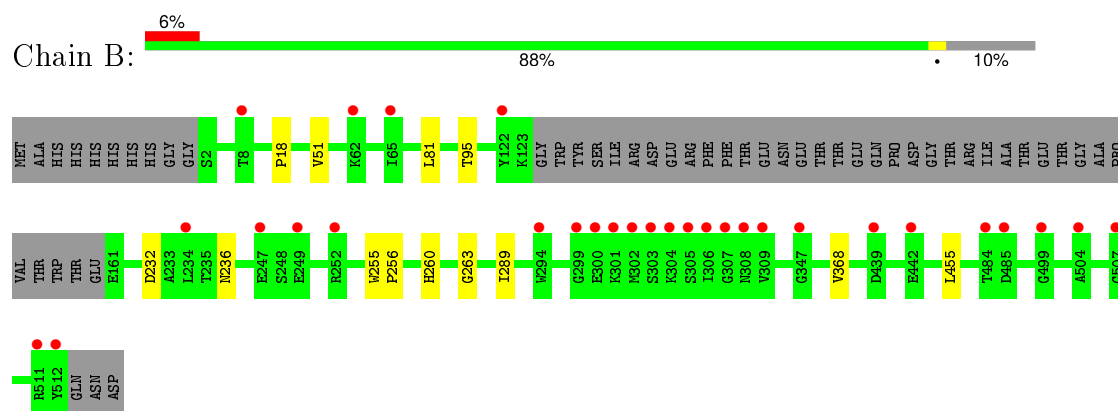 6%
Chain B:
88% • 10%
MET ALA HIS HIS HIS HIS HIS HIS GLY GLY S2 T8 P18 V51 K62 I65 L81 T95 Y122 K123 GLY TRP TYR SER ILE ARG ASP GLU ARG PHE PHE THR GLU ASN GLU THR THR GLU GLN PRO ASP GLY THR ARG ILE ALA THR GLU THR GLY ALA PRO
VAL THR TRP THR GLU E161 D232 A233 L234 T235 N236 E247 S248 E249 R252 W255 P256 H260 G263 I289 W294 G299 E300 K301 M302 S303 K304 S305 I306 G307 N308 V309 G347 V368 D439 E442 L455 T484 D485 G499 A504 G507
R511 Y512 GLN ASN ASP